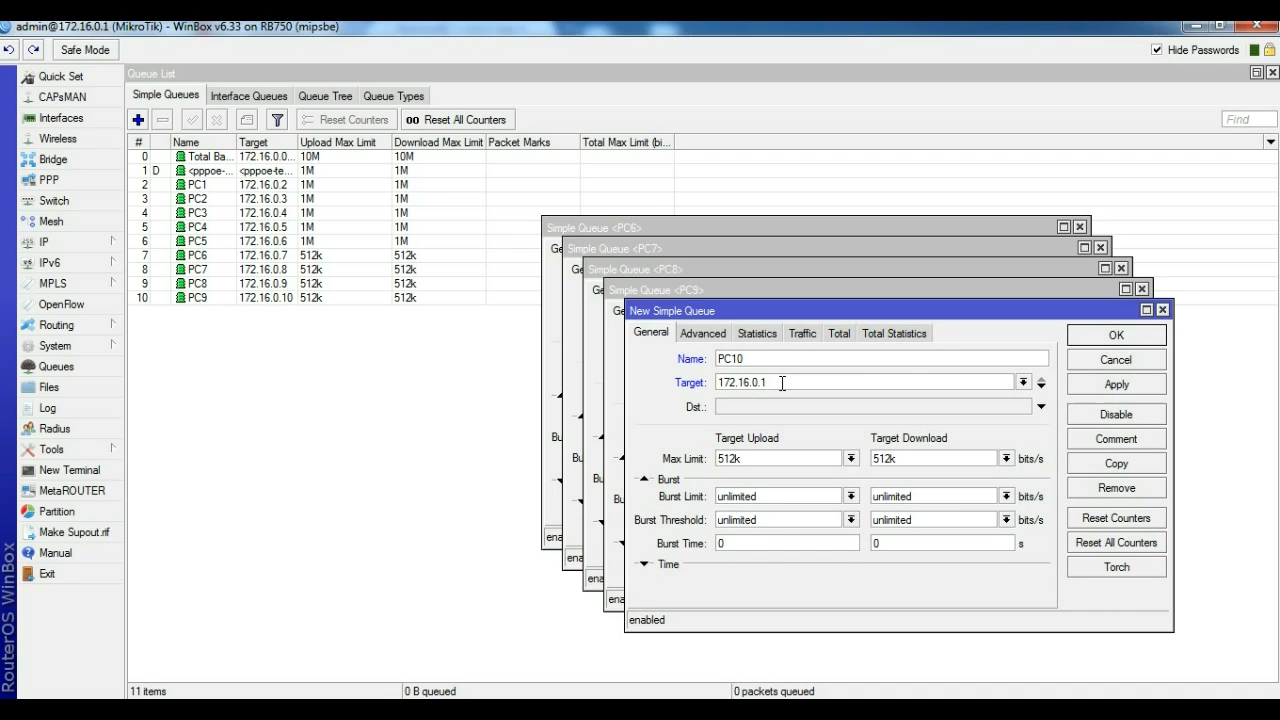 admin@172.16.0.1 (MikroTik) - WinBox v6.33 on RB750 (mipsbe)
Safe Mode
Hide Passwords
Quick Set
CAPsMAN
Interfaces
Wireless
Bridge
PPP
Switch
Mesh
IP
IPv6
MPLS
OpenFlow
Routing
System
Queues
Files
Log
Radius
Tools
New Terminal
MetaROUTER
Partition
Make Supout.rif
Manual
Exit
RouterOS WinBox
Queue List
Simple Queues Interface Queues Queue Tree Queue Types
Reset Counters 00 Reset All Counters Find
# Name Target Upload Max Limit Download Max Limit Packet Marks Total Max Limit (bi...
0 Total Ba... 172.16.0.0... 10M 10M
1 D <pppoe-... <pppoe-te... 1M 1M
2 PC1 172.16.0.2 1M 1M
3 PC2 172.16.0.3 1M 1M
4 PC3 172.16.0.4 1M 1M
5 PC4 172.16.0.5 1M 1M
6 PC5 172.16.0.6 1M 1M
7 PC6 172.16.0.7 512k 512k
8 PC7 172.16.0.8 512k 512k
9 PC8 172.16.0.9 512k 512k
10 PC9 172.16.0.10 512k 512k
Simple Queue <PC6>
Ge
Bu
ena
Simple Queue <PC7>
Ge
Bu
ena
Simple Queue <PC8>
Ge
Bu
ena
Simple Queue <PC9>
Ge
Bu
ena
New Simple Queue
General Advanced Statistics Traffic Total Total Statistics
Name: PC10
Target: 172.16.0.1
Dst.:
Target Upload Target Download
Max Limit: 512k 512k bits/s
Burst
Burst Limit: unlimited unlimited bits/s
Burst Threshold: unlimited unlimited bits/s
Burst Time: 0 0 s
Time
enabled
OK
Cancel
Apply
Disable
Comment
Copy
Remove
Reset Counters
Reset All Counters
Torch
11 items 0 B queued 0 packets queued